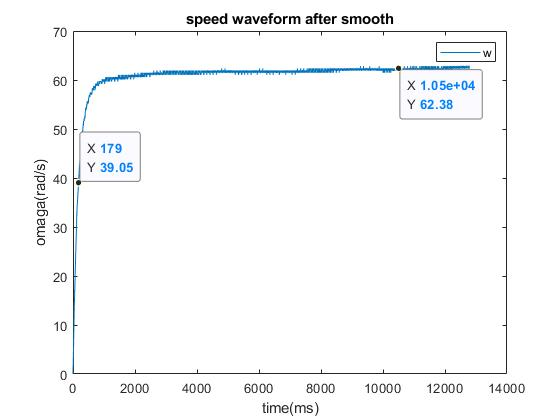 speed waveform after smooth
70
60
50
40
30
20
10
0
omaga(rad/s)
w
X 1.05e+04
Y 62.38
X 179
Y 39.05
0 2000 4000 6000 8000 10000 12000 14000
time(ms)